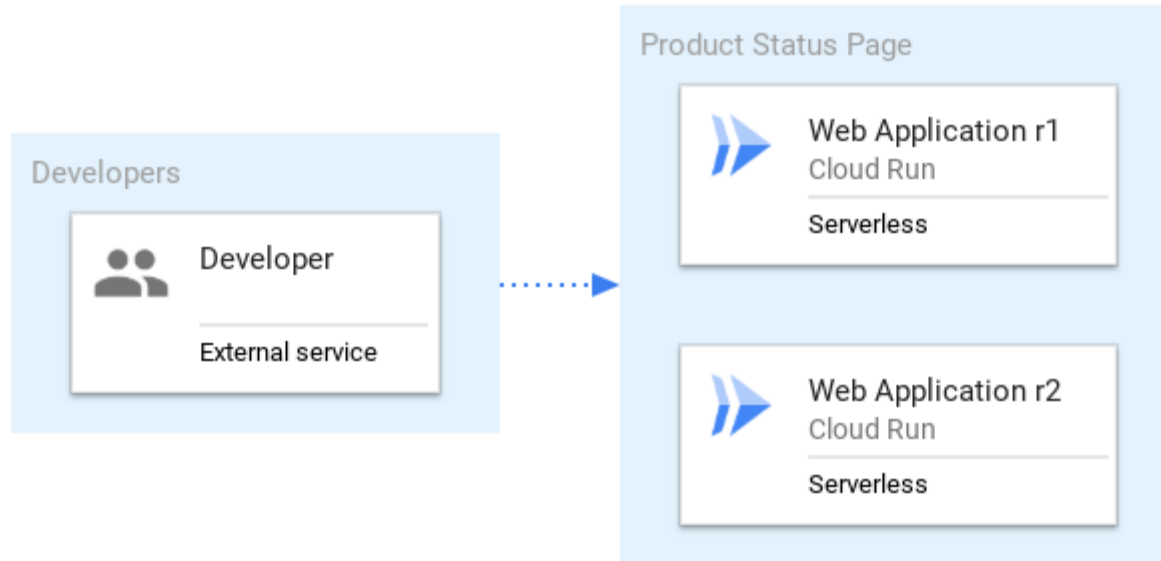 Product Status Page
Web Application r1
Cloud Run
Serverless
Developers
Developer
External service
Web Application r2
Cloud Run
Serverless